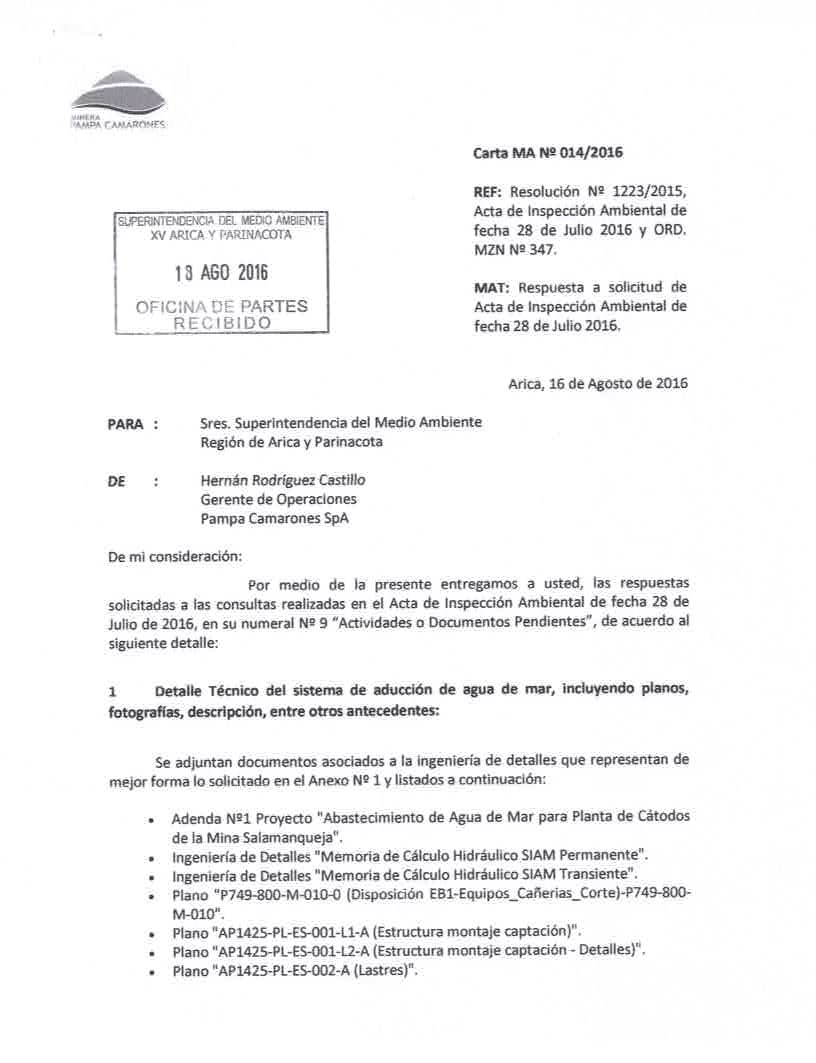 MINERA
PAMPA CAMARONES
Carta MA Nº 014/2016
REF: Resolución Nº 1223/2015,
Acta de Inspección Ambiental de
fecha 28 de Julio 2016 y ORD.
MZN Nº 347.
SUPERINTENDENCIA DEL MEDIO AMBIENTE
XV ARICA Y PARINACOTA
AGO 2016
OFICINA DE PARTES
RECIBIDO
MAT: Respuesta a solicitud de
Acta de Inspección Ambiental de
fecha 28 de Julio 2016.
Arica, 16 de Agosto de 2016
PARA : Sres. Superintendencia del Medio Ambiente
Región de Arica y Parinacota
DE : Hernán Rodríguez Castillo
Gerente de Operaciones
Pampa Camarones SpA
De mi consideración:
Por medio de la presente entregamos a usted, las respuestas
solicitadas a las consultas realizadas en el Acta de Inspección Ambiental de fecha 28 de
Julio de 2016, en su numeral Nº 9 "Actividades o Documentos Pendientes", de acuerdo al
siguiente detalle:
1 Detalle Técnico del sistema de aducción de agua de mar, incluyendo planos,
fotografías, descripción, entre otros antecedentes:
Se adjuntan documentos asociados a la ingeniería de detalles que representan de
mejor forma lo solicitado en el Anexo Nº 1 y listados a continuación:
• Adenda Nº1 Proyecto "Abastecimiento de Agua de Mar para Planta de Cátodos
de la Mina Salamanqueja".
• Ingeniería de Detalles "Memoria de Cálculo Hidráulico SIAM Permanente".
• Ingeniería de Detalles "Memoria de Cálculo Hidráulico SIAM Transiente".
• Plano "P749-800-M-010-0 (Disposición EB1-Equipos_Cañerias_Corte)-P749-800-
M-010".
• Plano "AP1425-PL-ES-001-L1-A (Estructura montaje captación)".
• Plano "AP1425-PL-ES-001-L2-A (Estructura montaje captación - Detalles)".
• Plano "AP1425-PL-ES-002-A (Lastres)".